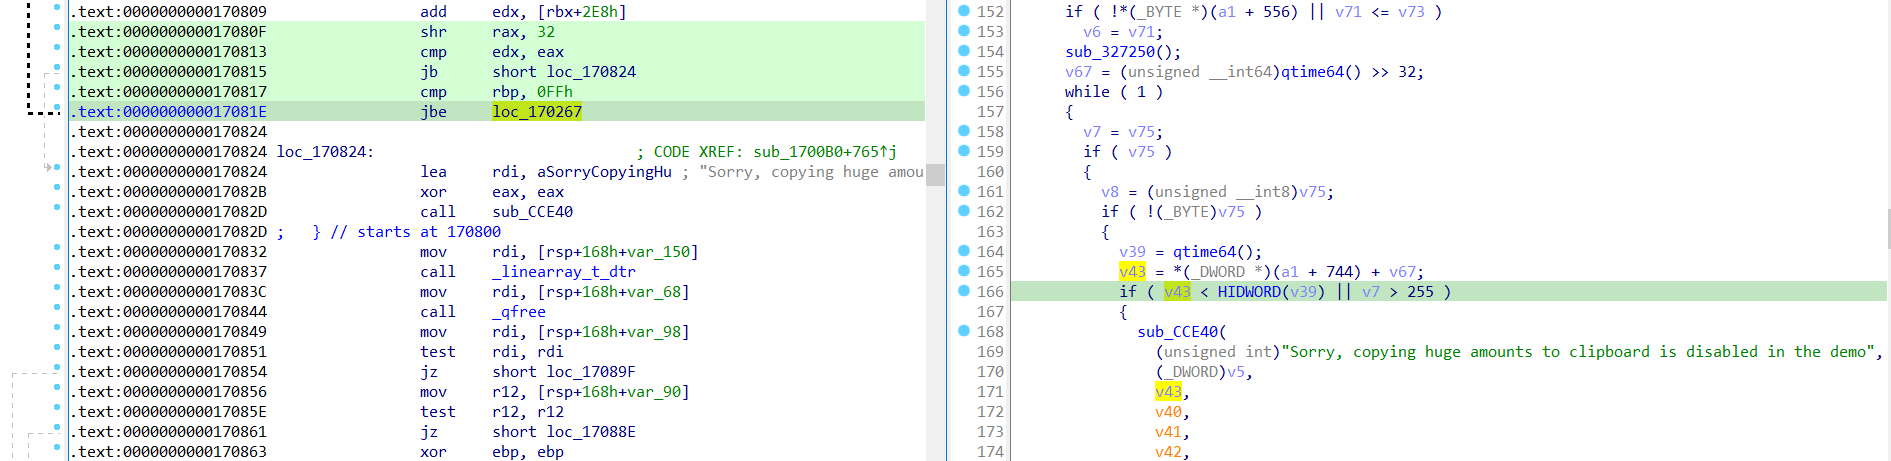 .text:0000000000170809 add edx, [rbx+2E8h]
.text:000000000017080F shr rax, 32
.text:0000000000170813 cmp edx, eax
.text:0000000000170815 jb short loc_170824
.text:0000000000170817 cmp rbp, 0FFh
.text:000000000017081E jbe loc_170267
.text:0000000000170824
.text:0000000000170824 loc_170824: ; CODE XREF: sub_1700B0+765↑j
.text:0000000000170824 lea rdi, aSorryCopyingHu ; "Sorry, copying huge amou
.text:000000000017082B xor eax, eax
.text:000000000017082D call sub_CCE40
.text:000000000017082D ; } // starts at 170800
.text:0000000000170832 mov rdi, [rsp+168h+var_150]
.text:0000000000170837 call _linearray_t_dtr
.text:000000000017083C mov rdi, [rsp+168h+var_68]
.text:0000000000170844 call _qfree
.text:0000000000170849 mov rdi, [rsp+168h+var_98]
.text:0000000000170851 test rdi, rdi
.text:0000000000170854 jz short loc_17089F
.text:0000000000170856 mov r12, [rsp+168h+var_90]
.text:000000000017085E test r12, r12
.text:0000000000170861 jz short loc_17088E
.text:0000000000170863 xor ebp, ebp
152 if ( !*(_BYTE *)(a1 + 556) || v71 <= v73 )
153 v6 = v71;
154 sub_327250();
155 v67 = (unsigned __int64)qtime64() >> 32;
156 while ( 1 )
157 {
158 v7 = v75;
159 if ( v75 )
160 {
161 v8 = (unsigned __int8)v75;
162 if ( !(_BYTE)v75 )
163 {
164 v39 = qtime64();
165 v43 = *(_DWORD *)(a1 + 744) + v67;
166 if ( v43 < HIDWORD(v39) || v7 > 255 )
167 {
168 sub_CCE40(
169 (unsigned int)"Sorry, copying huge amounts to clipboard is disabled in the demo",
170 (_DWORD)v5,
171 v43,
172 v40,
173 v41,
174 v42,